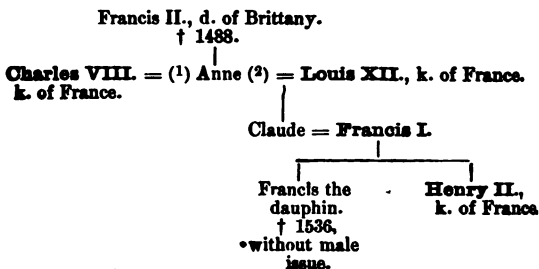 Francis II., d. of Brittany.
† 1488.
Charles VIII. = (1) Anne (2) = Louis XII., k. of France.
k. of France.
Claude = Francis I.
Francis the Henry II.,
dauphin. k. of France
† 1536,
•without male
issue.